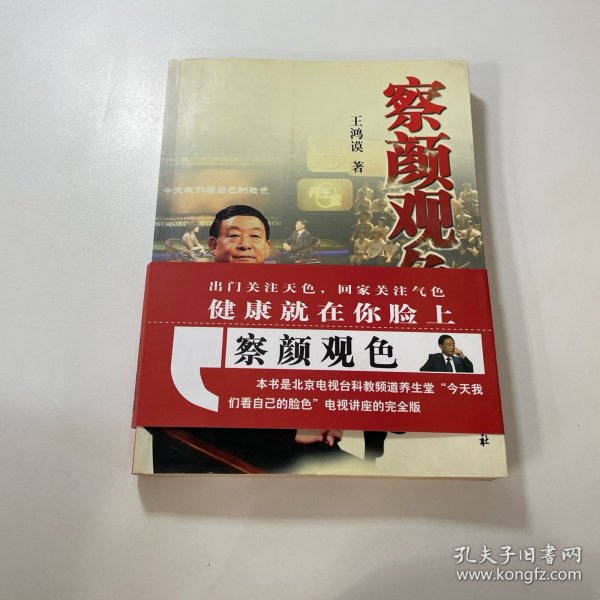 察颜观色
王鸿谟 著
今天我们看自己的脸色
养生堂
出门关注天色，回家关注气色
健康就在你脸上
察颜观色
本书是北京电视台科教频道养生堂“今天我
们看自己的脸色”电视讲座的完全版
社
孔夫子旧书网
www.kongfz.com